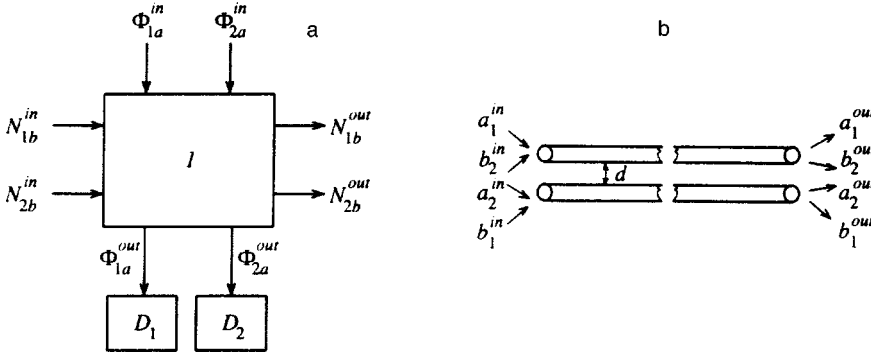 Φ_{1a}^{in} Φ_{2a}^{in} a
N_{1b}^{in} N_{1b}^{out}
1
N_{2b}^{in} N_{2b}^{out}
Φ_{1a}^{out} Φ_{2a}^{out}
D_1 D_2
b
a_1^{in} a_1^{out}
b_2^{in} b_2^{out}
d
a_2^{in} a_2^{out}
b_1^{in} b_1^{out}